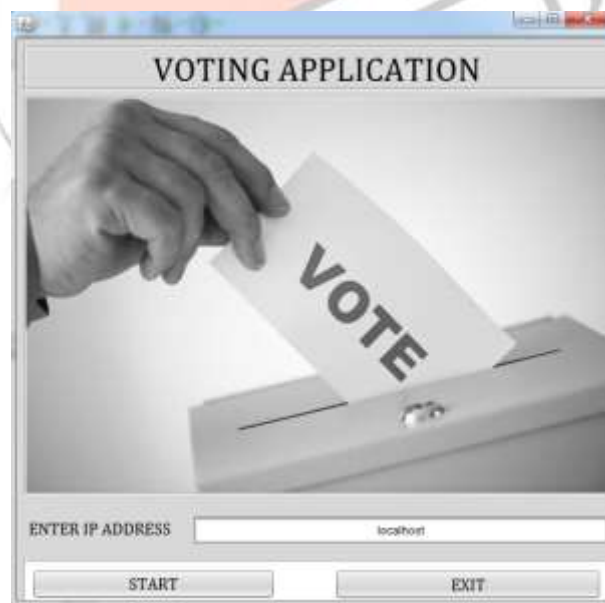 VOTING APPLICATION
VOTE
ENTER IP ADDRESS localhost
START EXIT